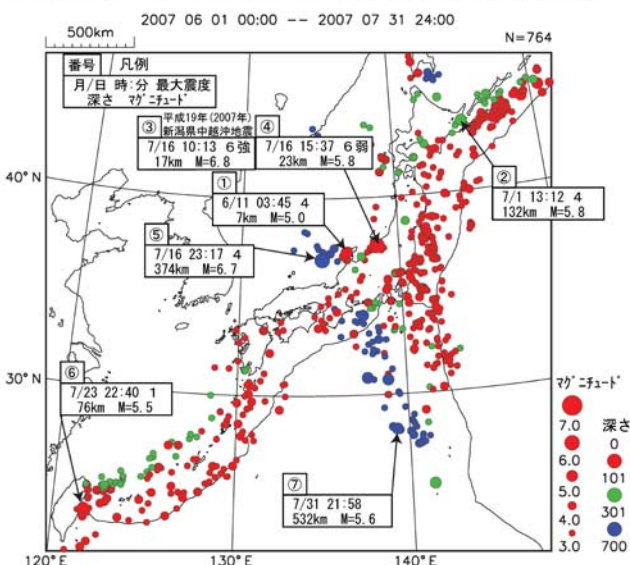 2007 06 01 00:00 -- 2007 07 31 24:00
500km
N=764
番号 凡例
月/日 時:分 最大震度
深さ マグニチュード
③ 平成19年(2007年)
新潟県中越沖地震
7/16 10:13 6強
17km M=6.8
④
7/16 15:37 6弱
23km M=5.8
①
6/11 03:45 4
7km M=5.0
②
7/1 13:12 4
132km M=5.8
⑤
7/16 23:17 4
374km M=6.7
⑥
7/23 22:40 1
76km M=5.5
⑦
7/31 21:58
532km M=5.6
40°N
30°N
120°E
130°E
140°E
マグニチュード
7.0
6.0
5.0
4.0
3.0
深さ
0
101
301
700